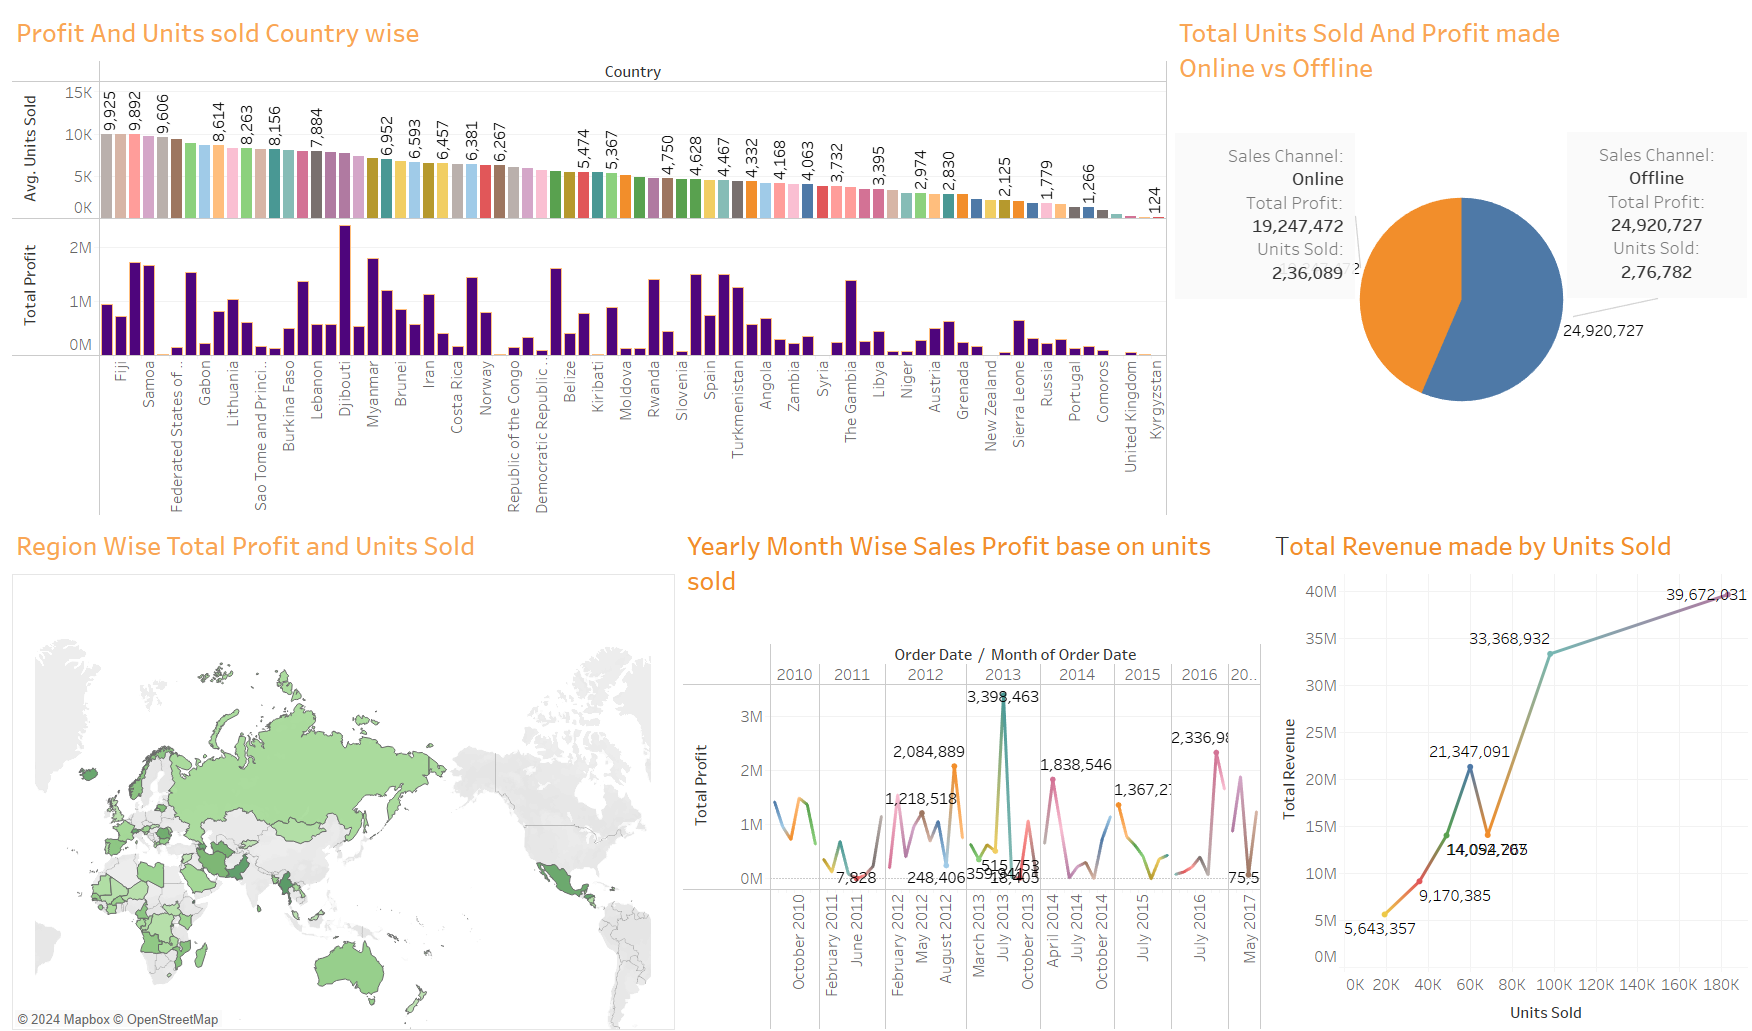 Profit And Units sold Country wise
Country
Avg. Units Sold
15K
10K
5K
0K
9,925
9,892
9,606
8,614
8,263
8,156
7,884
6,952
6,593
6,457
6,381
6,267
5,474
5,367
4,750
4,628
4,467
4,332
4,168
4,063
3,732
3,395
2,974
2,830
2,125
1,779
1,266
124
Total Profit
2M
1M
0M
Fiji
Samoa
Federated States of ..
Gabon
Lithuania
Sao Tome and Princi..
Burkina Faso
Lebanon
Djibouti
Myanmar
Brunei
Iran
Costa Rica
Norway
Republic of the Congo
Democratic Republic ..
Belize
Kiribati
Moldova
Rwanda
Slovenia
Spain
Turkmenistan
Angola
Zambia
Syria
The Gambia
Libya
Niger
Austria
Grenada
New Zealand
Sierra Leone
Russia
Portugal
Comoros
United Kingdom
Kyrgyzstan
Total Units Sold And Profit made
Online vs Offline
Sales Channel:
Online
Total Profit:
19,247,472
Units Sold:
2,36,089
Sales Channel:
Offline
Total Profit:
24,920,727
Units Sold:
2,76,782
24,920,727
Region Wise Total Profit and Units Sold
© 2024 Mapbox © OpenStreetMap
Yearly Month Wise Sales Profit base on units
sold
Order Date / Month of Order Date
2010
2011
2012
2013
2014
2015
2016
20..
Total Profit
3M
2M
1M
0M
7,828
2,084,889
1,218,518
248,406
3,398,463
515,753
18,405
1,838,546
1,367,27
2,336,98
75,5
October 2010
February 2011
June 2011
February 2012
May 2012
August 2012
March 2013
July 2013
October 2013
April 2014
July 2014
October 2014
July 2015
July 2016
May 2017
Total Revenue made by Units Sold
Total Revenue
40M
35M
30M
25M
20M
15M
10M
5M
0M
39,672,031
33,368,932
21,347,091
9,170,385
5,643,357
0K 20K 40K 60K 80K 100K 120K 140K 160K 180K
Units Sold